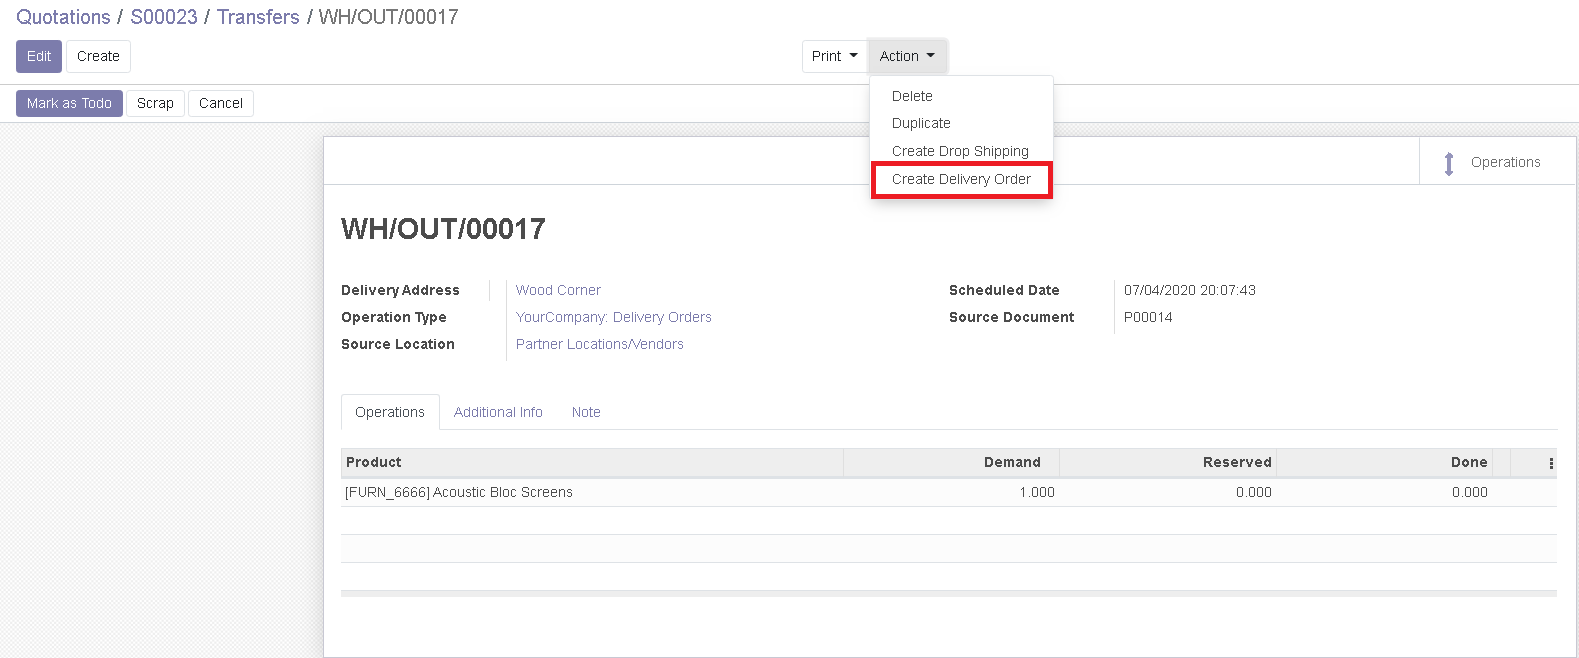 Quotations / S00023 / Transfers / WH/OUT/00017
Edit Create Print Action
Mark as Todo Scrap Cancel
Delete
Duplicate
Create Drop Shipping
Create Delivery Order
Operations
WH/OUT/00017
Delivery Address Wood Corner Scheduled Date 07/04/2020 20:07:43
Operation Type YourCompany: Delivery Orders Source Document P00014
Source Location Partner Locations/Vendors
Operations Additional Info Note
Product Demand Reserved Done
[FURN_6666] Acoustic Bloc Screens 1.000 0.000 0.000